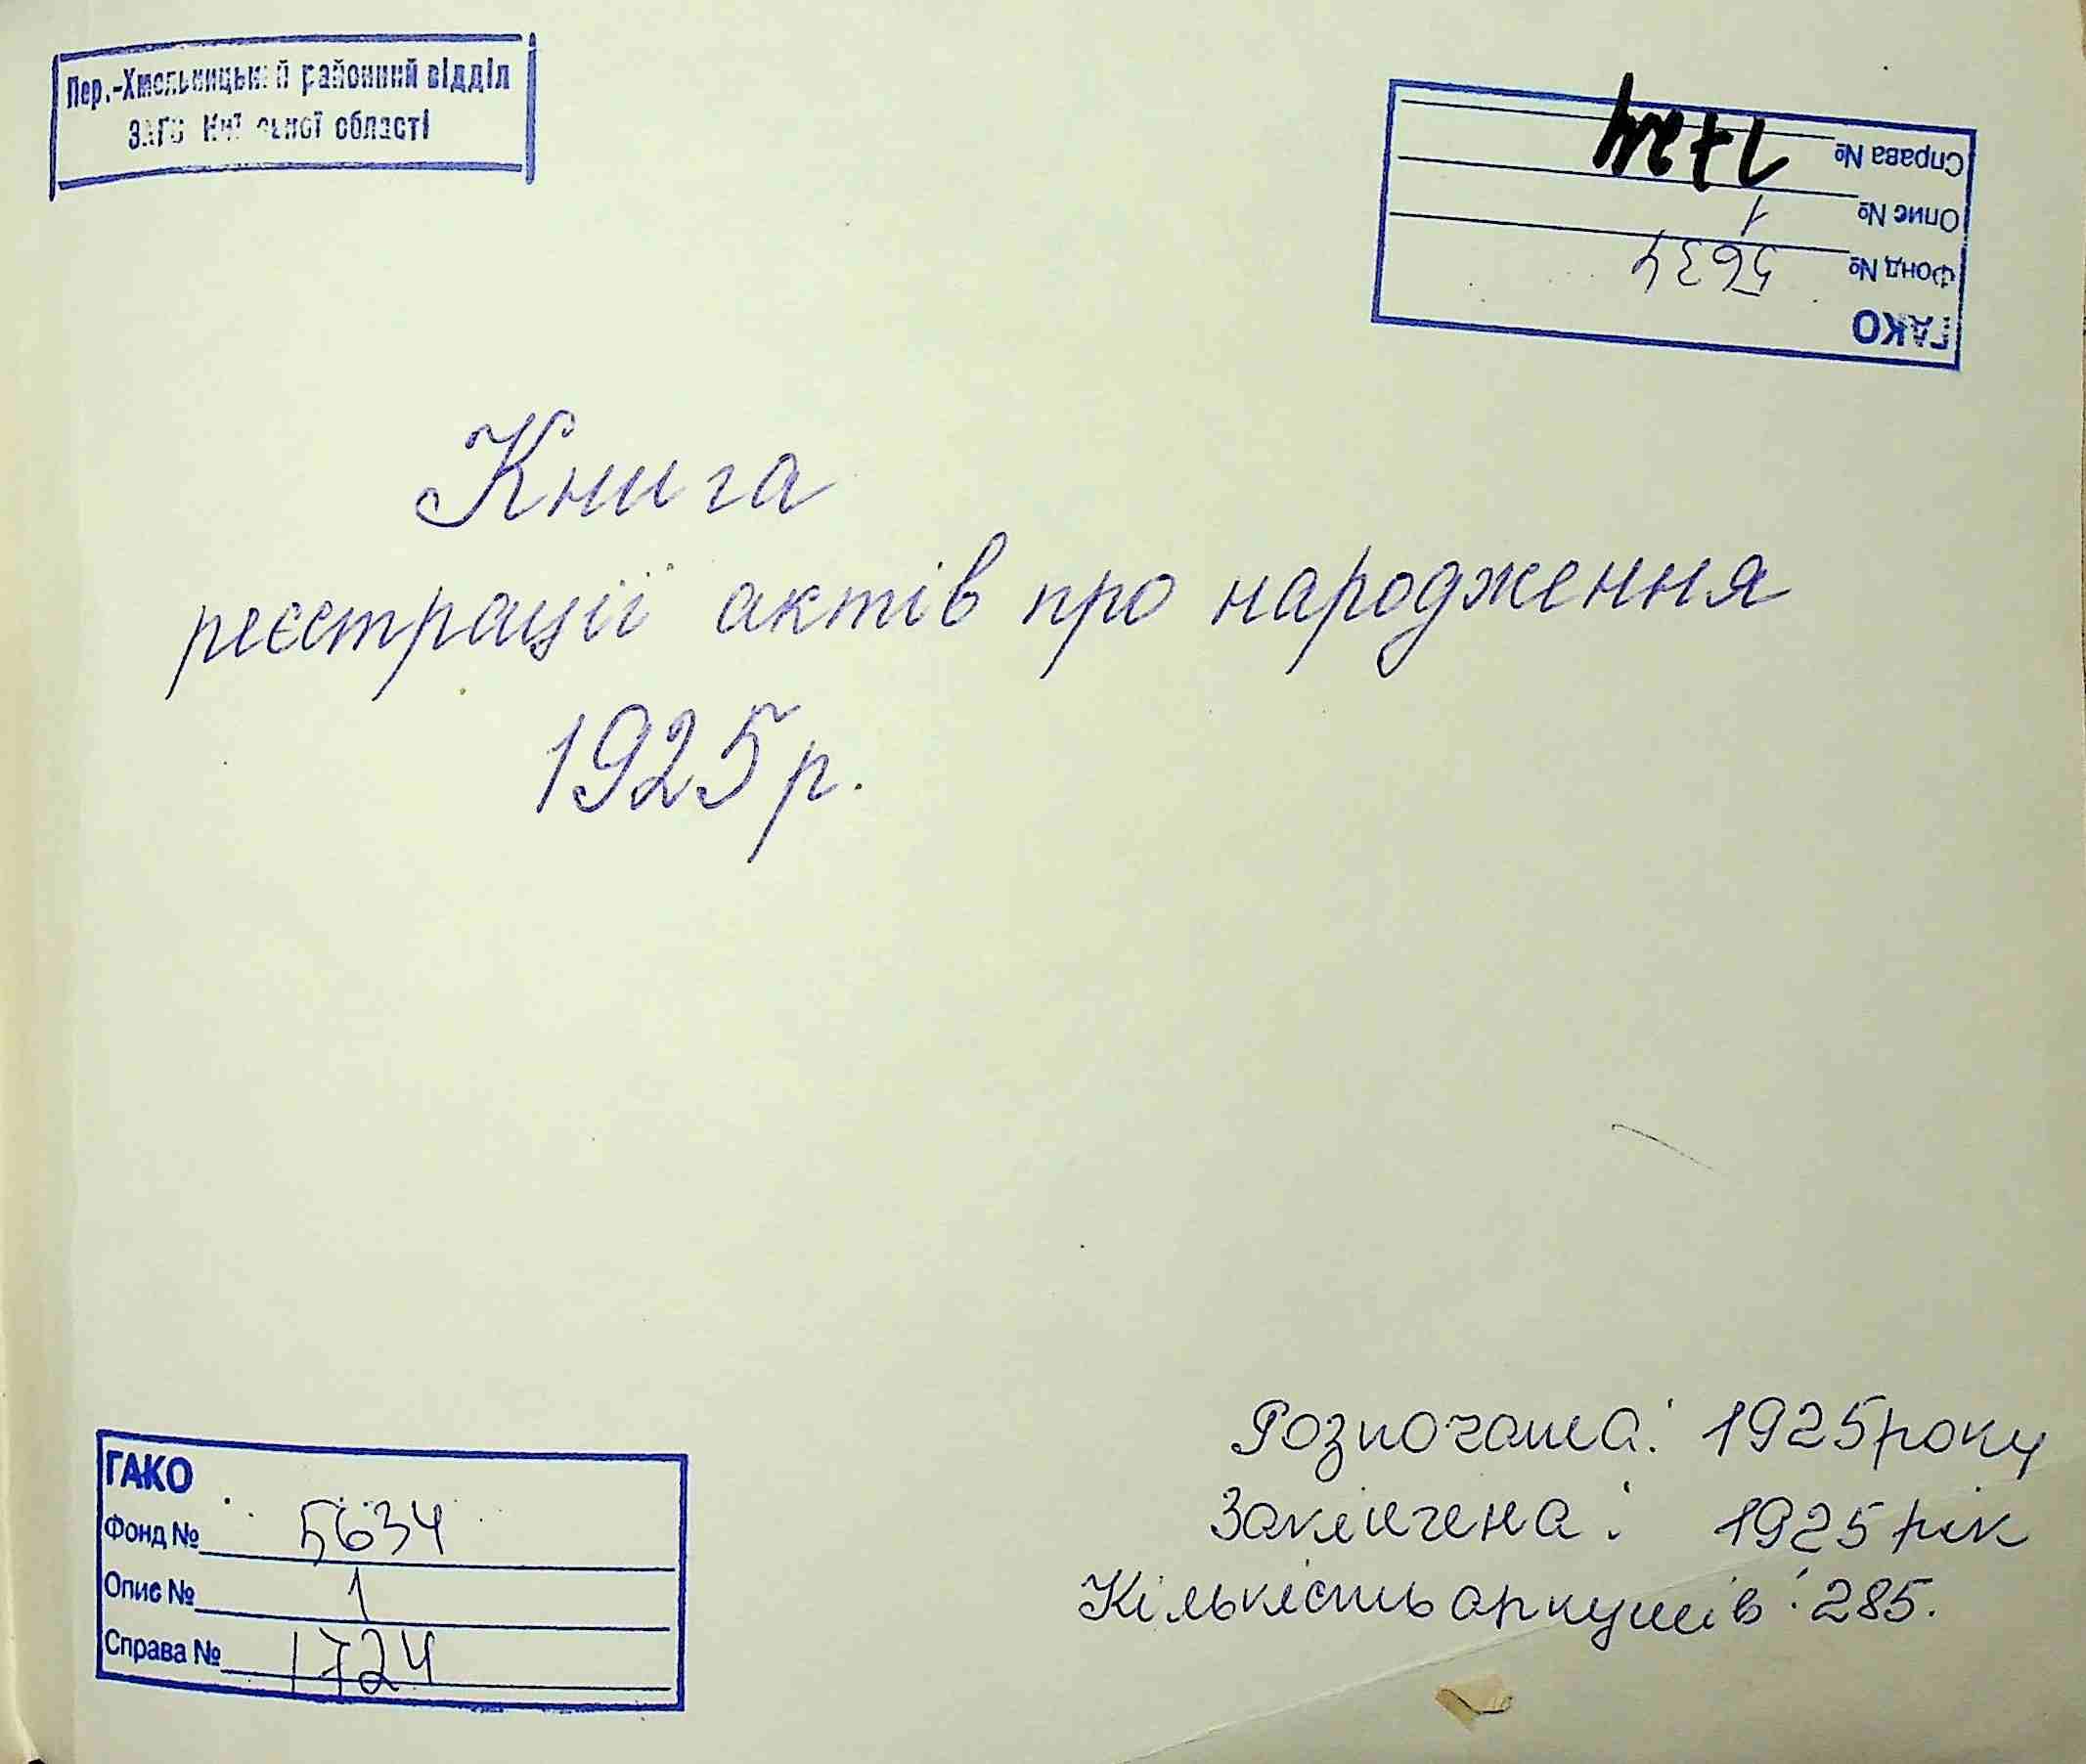 Пер.-Хмельницький районний відділ
ЗАГС Київської області
Справа № 1724
Опис № 1
Фонд № 5634
ГАКО
Книга
реєстрації актів про народження
1925 р.
ГАКО
Фонд № 5634
Опис № 1
Справа № 1724
Розпочата: 1925 року
Закінчена: 1925 рік
Кількість аркушів: 285.